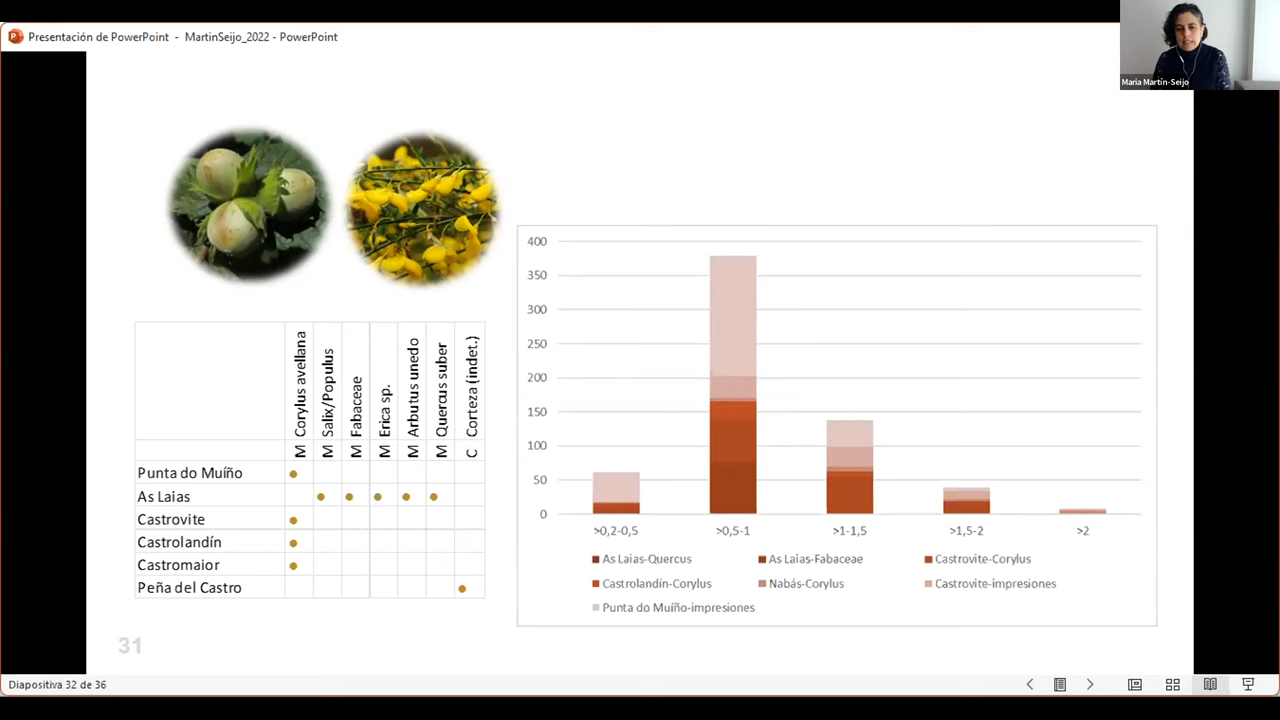 Presentación de PowerPoint - MartinSeijo_2022 - PowerPoint
Maria Martín-Seijo
M Corylus avellana
M Salix/Populus
M Fabaceae
M Erica sp.
M Arbutus unedo
M Quercus suber
C Corteza (indet.)
Punta do Muíño
As Laias
Castrovite
Castrolandín
Castromaior
Peña del Castro
400
350
300
250
200
150
100
50
0
>0,2-0,5 >0,5-1 >1-1,5 >1,5-2 >2
As Laias-Quercus As Laias-Fabaceae Castrovite-Corylus
Castrolandín-Corylus Nabás-Corylus Castrovite-impresiones
Punta do Muíño-impresiones
31
Diapositiva 32 de 36